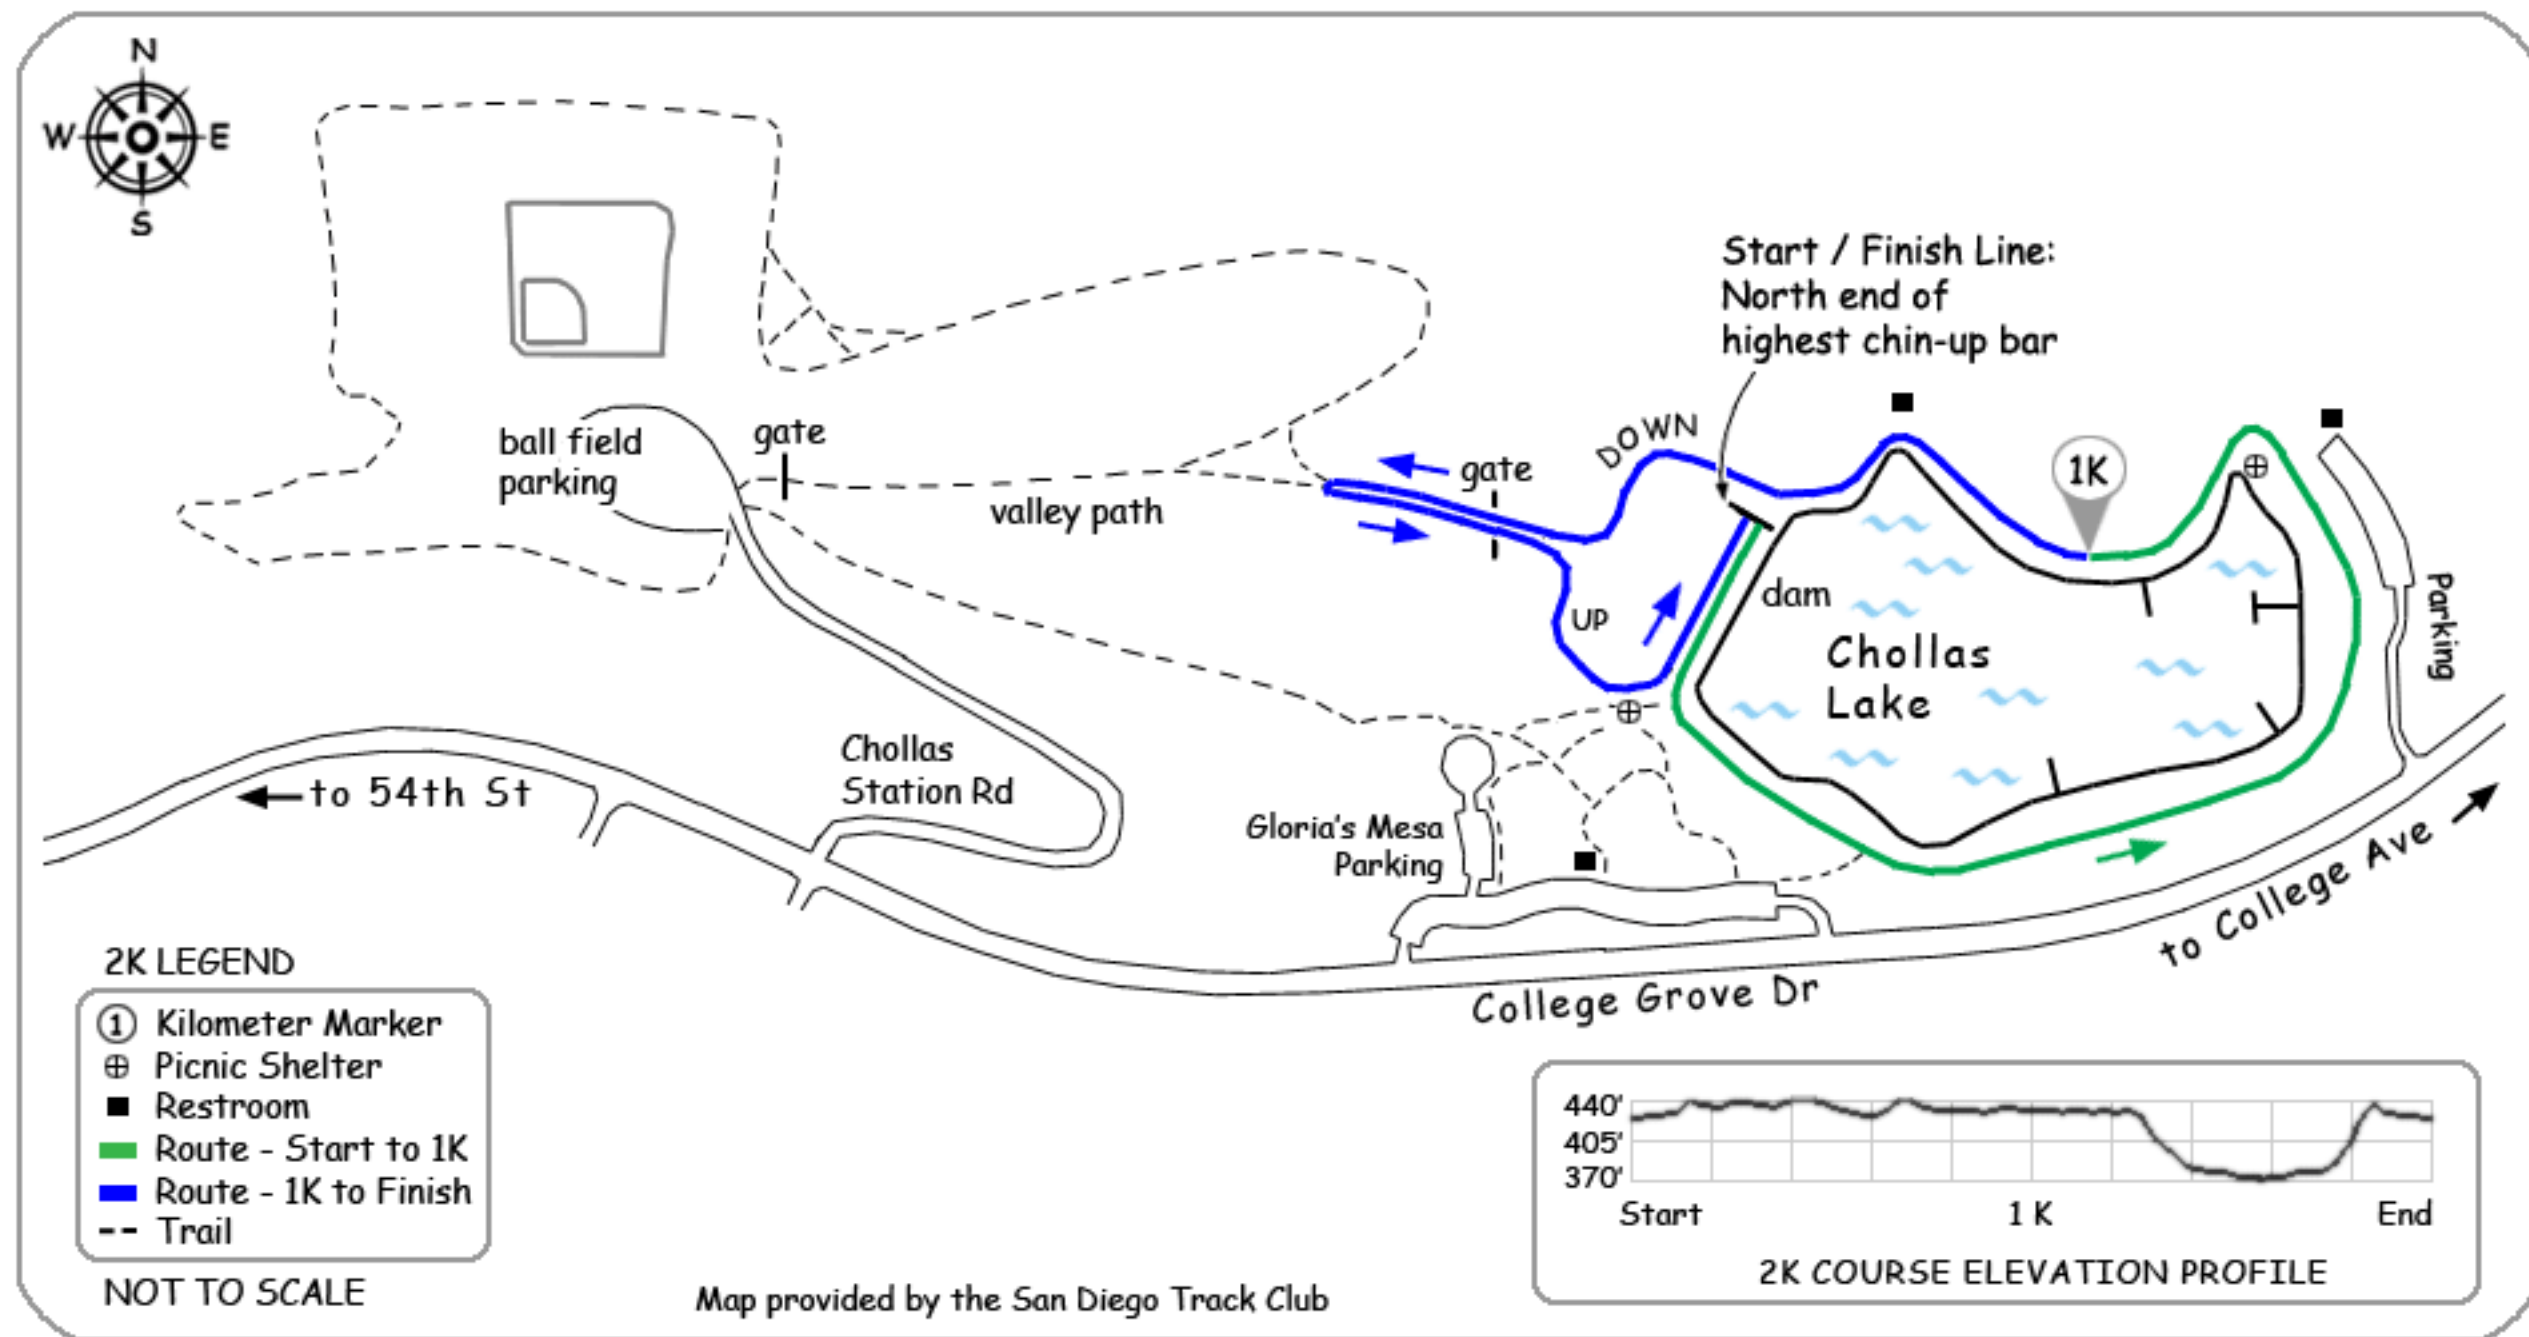 N
W E
S
Start / Finish Line:
North end of
highest chin-up bar
DOWN
ball field
parking
gate
gate
1K
valley path
dam
UP
Chollas
Lake
Parking
Chollas
Station Rd
to 54th St
Gloria's Mesa
Parking
to College Ave
College Grove Dr
2K LEGEND
1 Kilometer Marker
Picnic Shelter
Restroom
Route - Start to 1K
Route - 1K to Finish
Trail
NOT TO SCALE
Map provided by the San Diego Track Club
440'
405'
370'
Start 1 K End
2K COURSE ELEVATION PROFILE